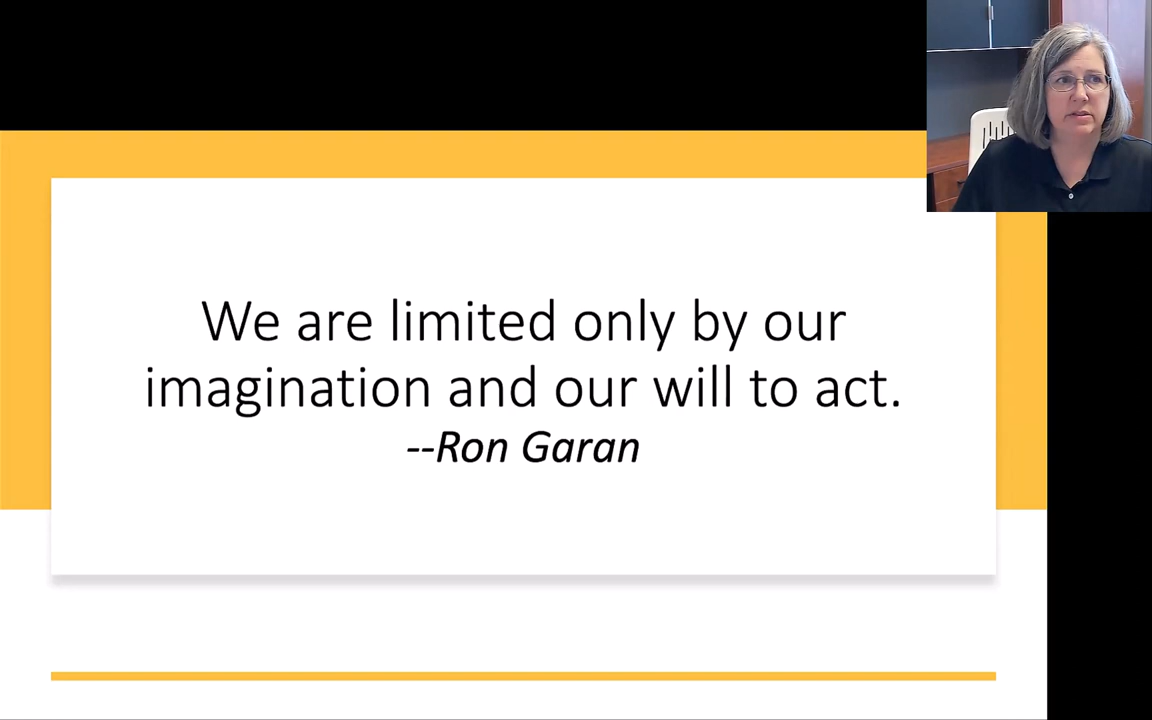 We are limited only by our
imagination and our will to act.
--Ron Garan